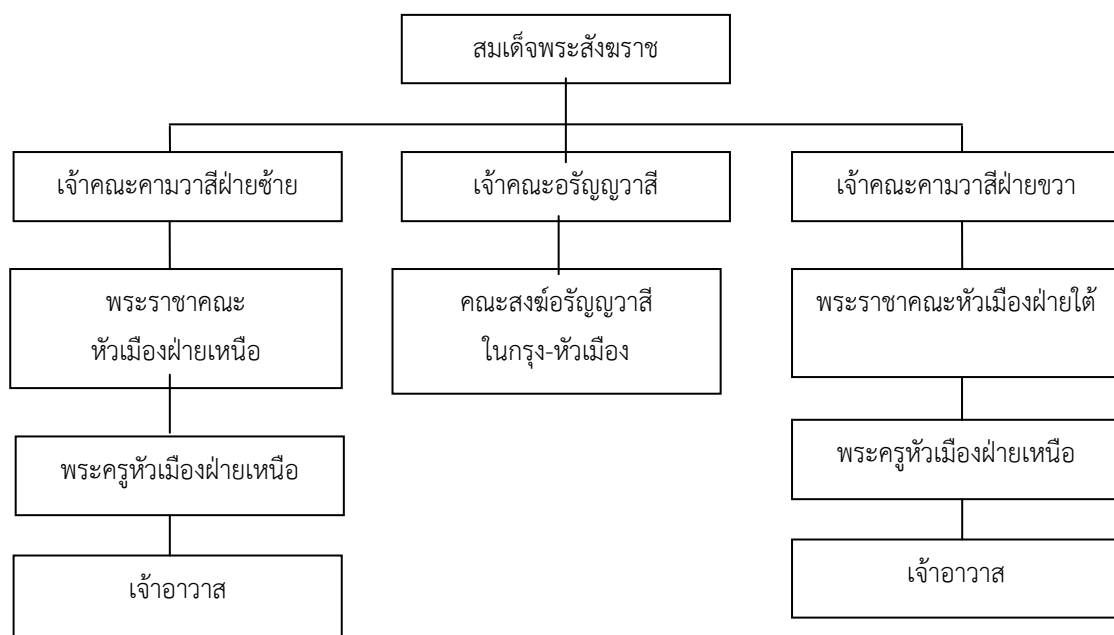 สมเด็จพระสังฆราช
เจ้าคณะคามวาสีฝ่ายซ้าย
เจ้าคณะอรัญญวาสี
เจ้าคณะคามวาสีฝ่ายขวา
พระราชาคณะ
หัวเมืองฝ่ายเหนือ
คณะสงฆ์อรัญญวาสี
ในกรุง-หัวเมือง
พระราชาคณะหัวเมืองฝ่ายใต้
พระครูหัวเมืองฝ่ายเหนือ
พระครูหัวเมืองฝ่ายเหนือ
เจ้าอาวาส
เจ้าอาวาส